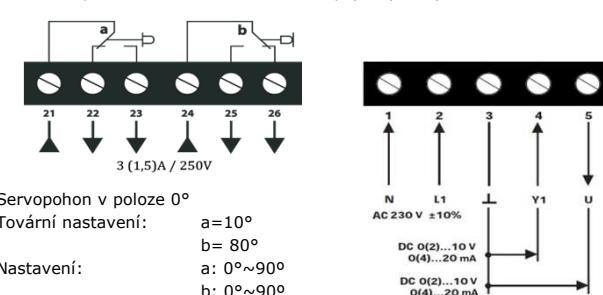 a
b
21 22 23 24 25 26
3 (1,5)A / 250V
Servopohon v poloze 0°
Tovární nastavení: a=10°
b= 80°
Nastavení: a: 0°~90º
b: 0°~90º
1 2 3 4 5
N L1 ⊥ Y1 U
AC 230 V ±10%
DC 0(2)...10 V
0(4)...20 mA
DC 0(2)...10 V
0(4)...20 mA